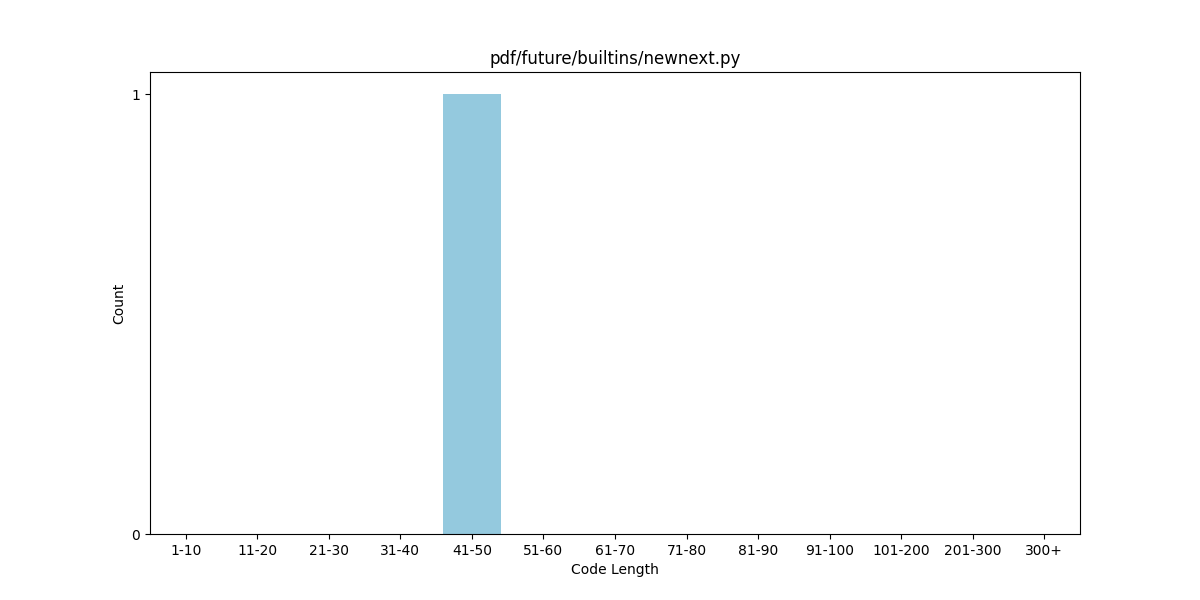 pdf/future/builtins/newnext.py
1
Count
0
1-10 11-20 21-30 31-40 41-50 51-60 61-70 71-80 81-90 91-100 101-200 201-300 300+
Code Length